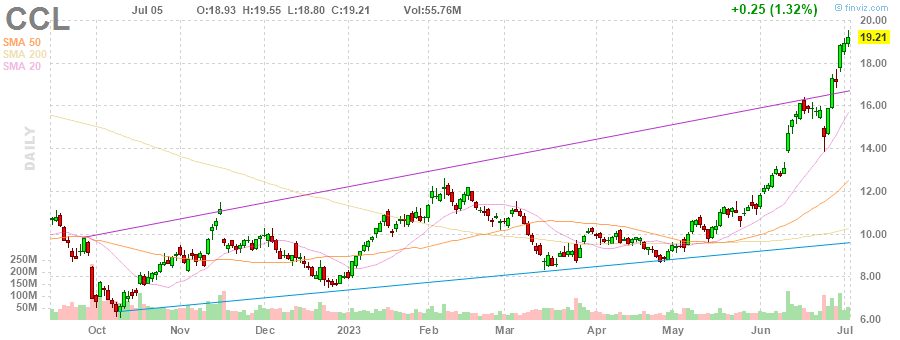 CCL
Jul 05 O:18.93 H:19.55 L:18.80 C:19.21 Vol:55.76M +0.25 (1.32%)
© finviz.com
SMA 50
SMA 200
SMA 20
DAILY
20.00
19.21
18.00
16.00
14.00
12.00
10.00
8.00
6.00
250M
200M
150M
100M
50M
Oct Nov Dec 2023 Feb Mar Apr May Jun Jul